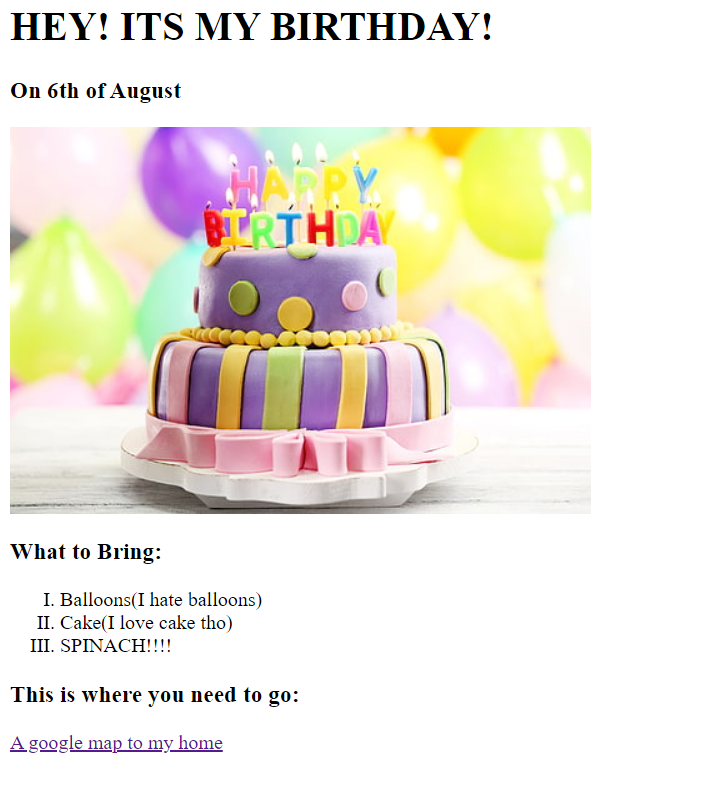 HEY! ITS MY BIRTHDAY!
On 6th of August
HAPPY
BIRTHDAY
What to Bring:
I. Balloons(I hate balloons)
II. Cake(I love cake tho)
III. SPINACH!!!!
This is where you need to go:
A google map to my home